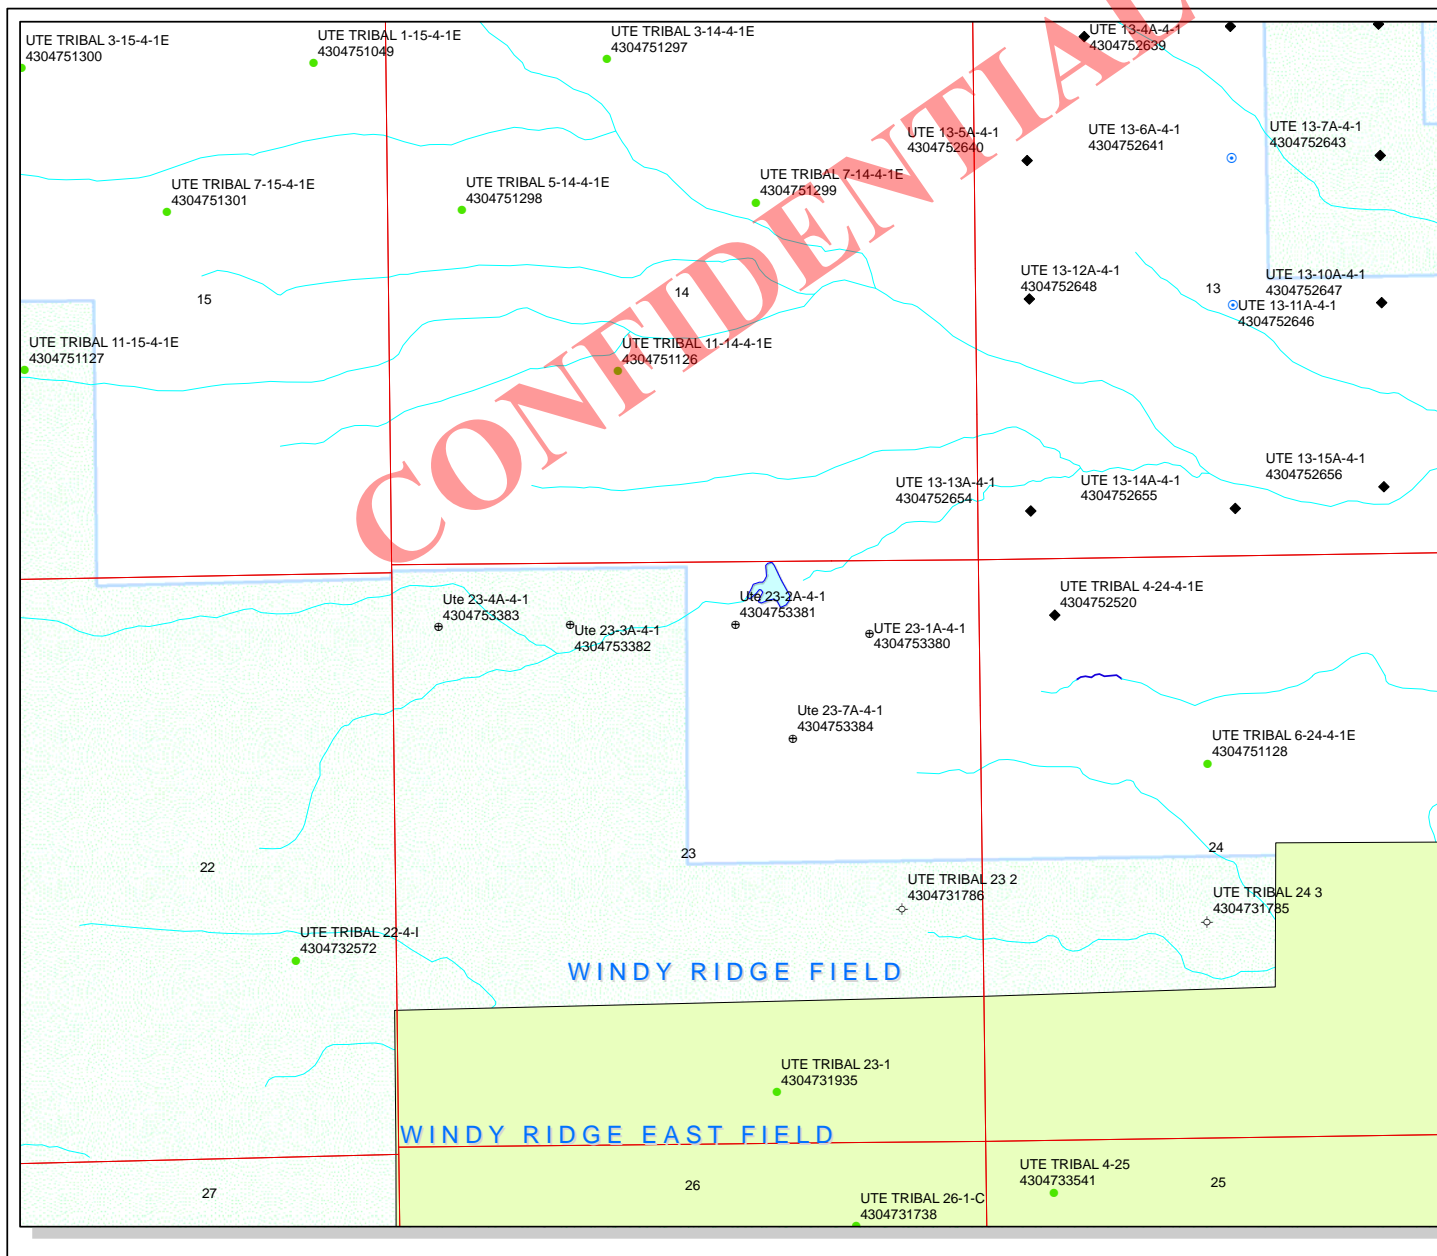 UTE TRIBAL 3-15-4-1E
4304751300
UTE TRIBAL 1-15-4-1E
4304751049
UTE TRIBAL 3-14-4-1E
4304751297
UTE 13-4A-4-1
4304752639
UTE 13-5A-4-1
4304752640
UTE 13-6A-4-1
4304752641
UTE 13-7A-4-1
4304752643
UTE TRIBAL 7-15-4-1E
4304751301
UTE TRIBAL 5-14-4-1E
4304751298
UTE TRIBAL 7-14-4-1E
4304751299
CONFIDENTIAL
15
14
13
UTE 13-12A-4-1
4304752648
UTE 13-10A-4-1
4304752647
UTE 13-11A-4-1
4304752646
UTE TRIBAL 11-15-4-1E
4304751127
UTE TRIBAL 11-14-4-1E
4304751126
UTE 13-13A-4-1
4304752654
UTE 13-14A-4-1
4304752655
UTE 13-15A-4-1
4304752656
Ute 23-4A-4-1
4304753383
Ute 23-3A-4-1
4304753382
Ute 23-2A-4-1
4304753381
UTE 23-1A-4-1
4304753380
UTE TRIBAL 4-24-4-1E
4304752520
Ute 23-7A-4-1
4304753384
UTE TRIBAL 6-24-4-1E
4304751128
22
23
24
UTE TRIBAL 23 2
4304731786
UTE TRIBAL 24 3
4304731785
UTE TRIBAL 22-4-I
4304732572
WINDY RIDGE FIELD
UTE TRIBAL 23-1
4304731935
WINDY RIDGE EAST FIELD
UTE TRIBAL 4-25
4304733541
27
26
25
UTE TRIBAL 26-1-C
4304731738